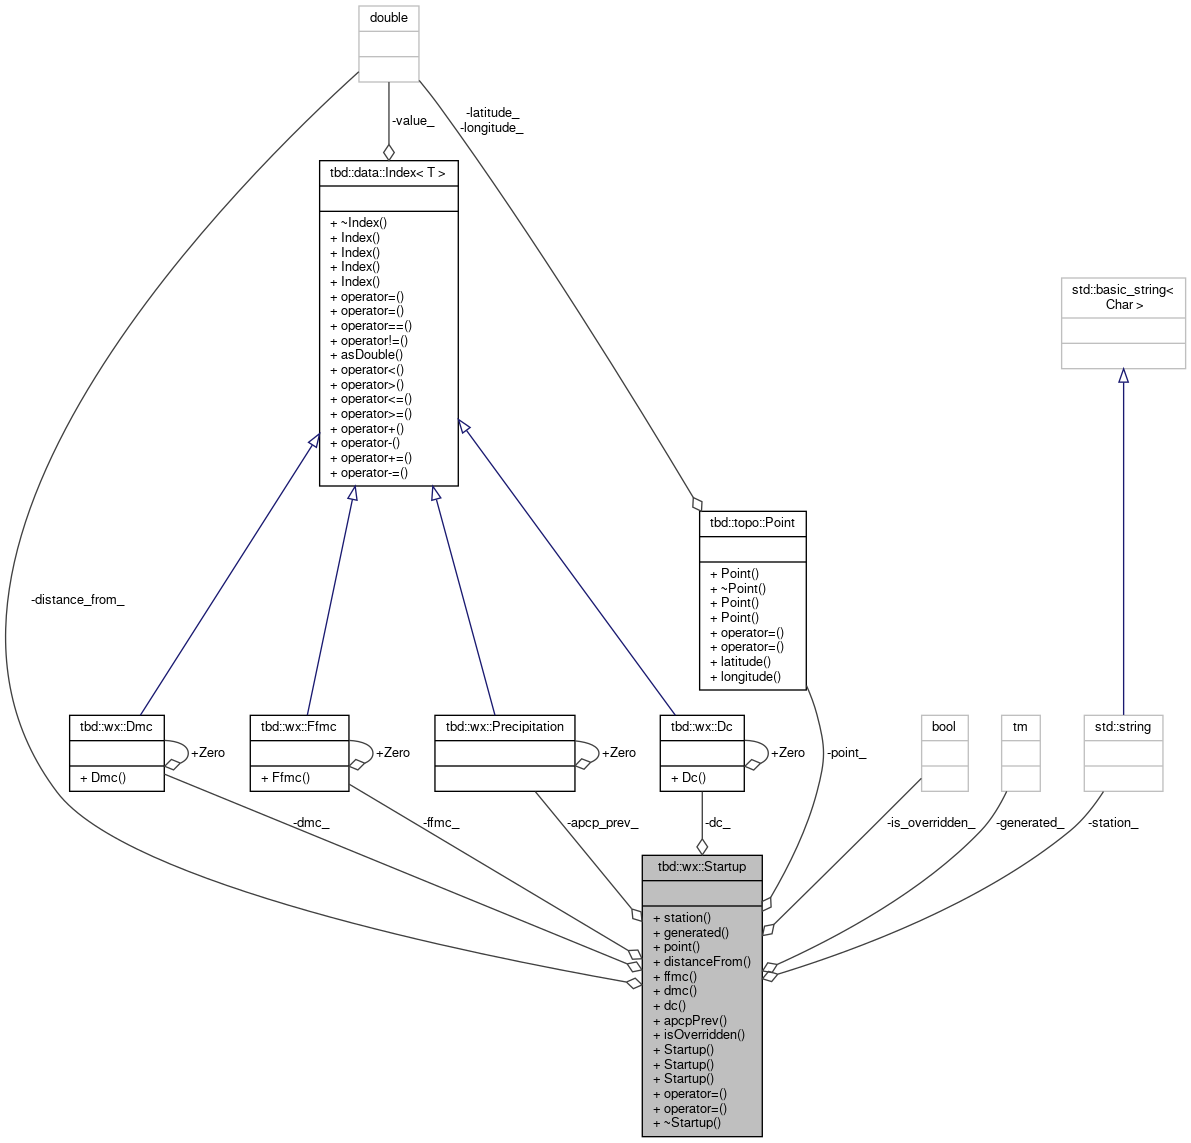 double
-latitude_
-longitude_
-value_
tbd::data::Index< T >
+ ~Index()
+ Index()
+ Index()
+ Index()
+ Index()
+ operator=()
+ operator=()
+ operator==()
+ operator!=()
+ asDouble()
+ operator<()
+ operator>()
+ operator<=()
+ operator>=()
+ operator+()
+ operator-()
+ operator+=()
+ operator-=()
std::basic_string<
Char >
tbd::topo::Point
+ Point()
+ ~Point()
+ Point()
+ Point()
+ operator=()
+ operator=()
+ latitude()
+ longitude()
-distance_from_
tbd::wx::Dmc
+ Dmc()
+Zero
tbd::wx::Ffmc
+ Ffmc()
+Zero
tbd::wx::Precipitation
+Zero
tbd::wx::Dc
+ Dc()
+Zero
-point_
bool
tm
std::string
-dmc_
-ffmc_
-apcp_prev_
-dc_
-is_overridden_
-generated_
-station_
tbd::wx::Startup
+ station()
+ generated()
+ point()
+ distanceFrom()
+ ffmc()
+ dmc()
+ dc()
+ apcpPrev()
+ isOverridden()
+ Startup()
+ Startup()
+ Startup()
+ operator=()
+ operator=()
+ ~Startup()